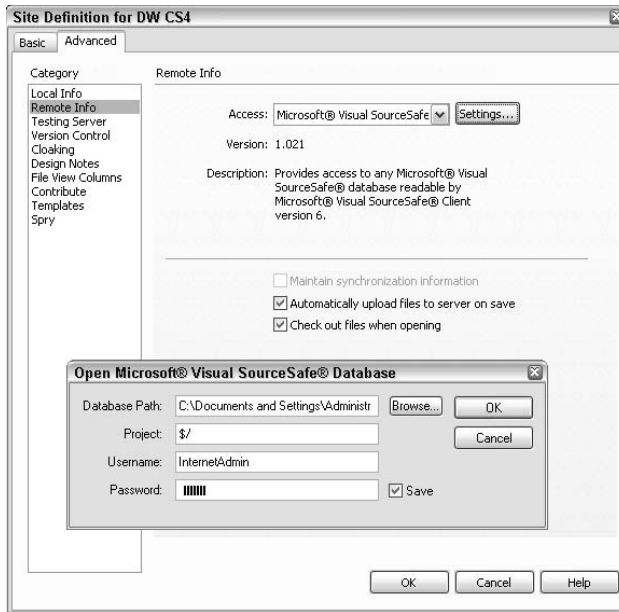 Site Definition for DW CS4
Basic
Advanced
Category
Local Info
Remote Info
Testing Server
Version Control
Cloaking
Design Notes
File View Columns
Contribute
Templates
Spry
Remote Info
Access: Microsoft® Visual SourceSafe Settings...
Version: 1.021
Description: Provides access to any Microsoft® Visual
SourceSafe® database readable by
Microsoft® Visual SourceSafe® Client
version 6.
Maintain synchronization information
Automatically upload files to server on save
Check out files when opening
Open Microsoft® Visual SourceSafe® Database
Database Path: C:\Documents and Settings\Administr Browse... OK
Project: $/ Cancel
Username: InternetAdmin
Password: Save
OK Cancel Help